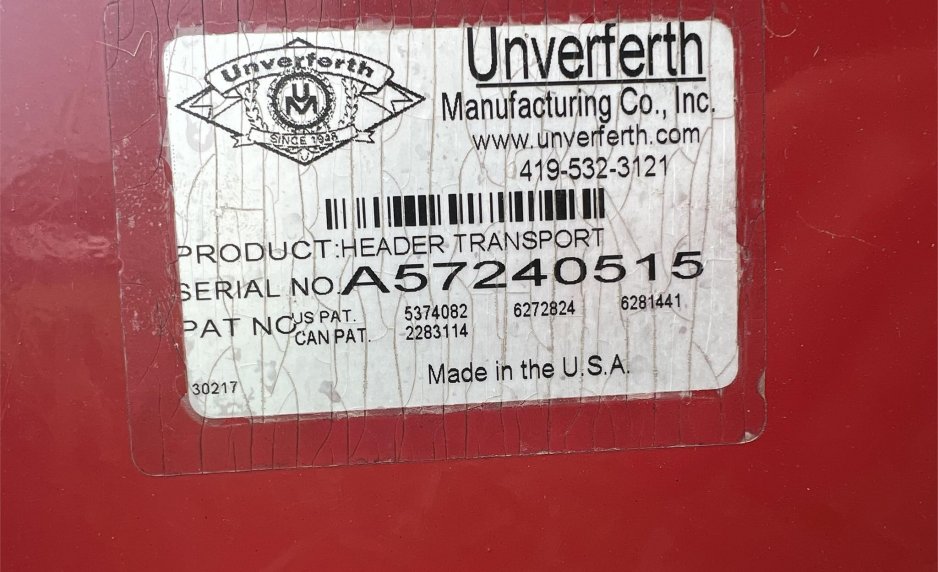 Unverferth
UM
SINCE 1948
Unverferth
Manufacturing Co., Inc.
www.unverferth.com
419-532-3121
PRODUCT:HEADER TRANSPORT
SERIAL NO.A57240515
PAT NO US PAT. 5374082 6272824 6281441
CAN PAT. 2283114
Made in the U.S.A.
30217